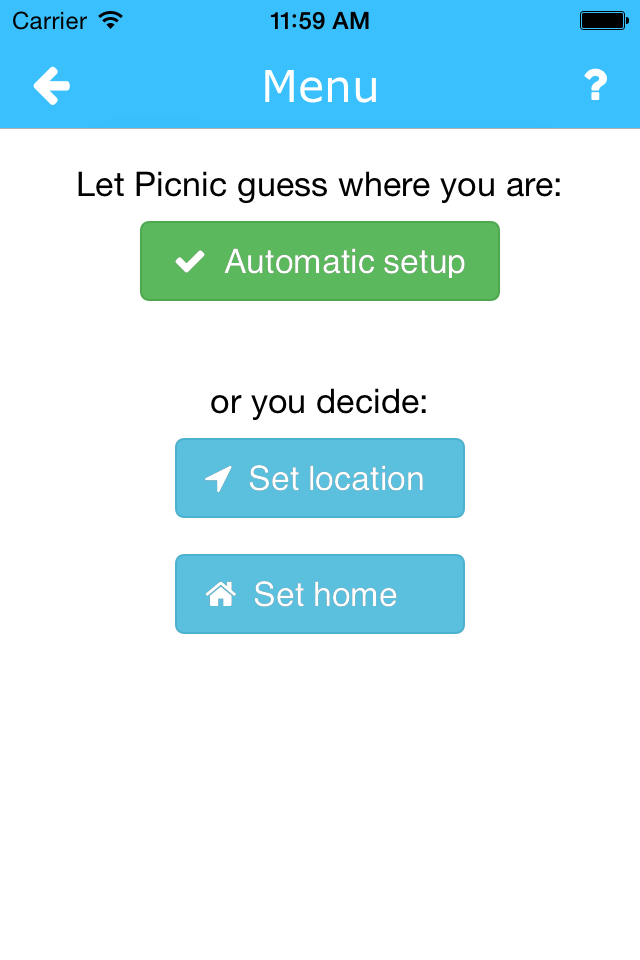 Carrier 11:59 AM
Menu ?
Let Picnic guess where you are:
Automatic setup
or you decide:
Set location
Set home